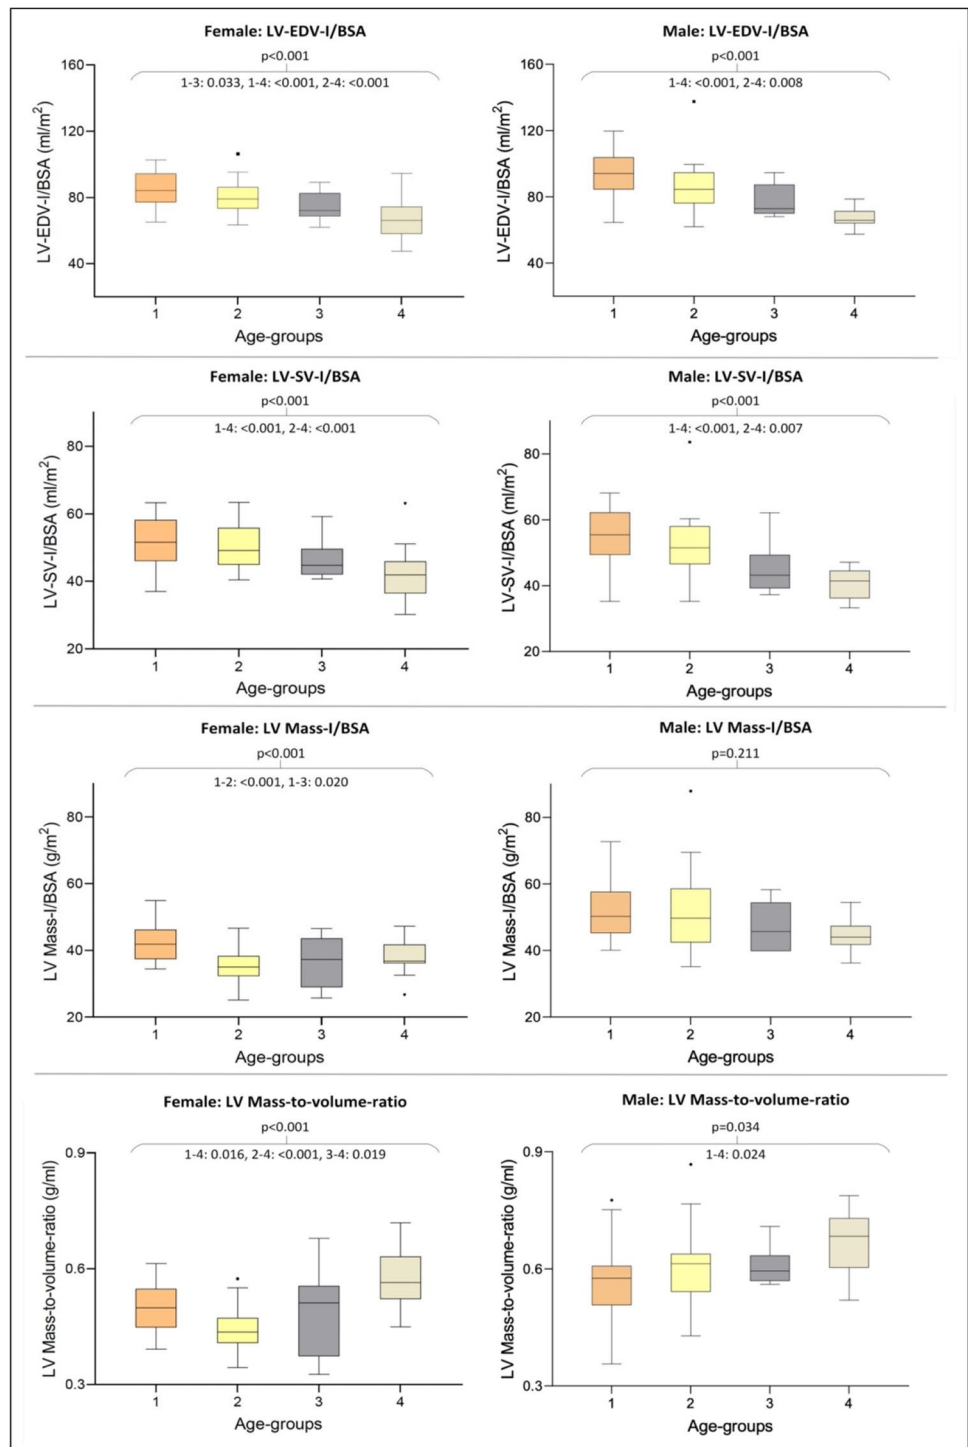 Female: LV-EDV-I/BSA
p<0.001
1-3: 0.033, 1-4: <0.001, 2-4: <0.001
LV-EDV-I/BSA (ml/m²)
160
120
80
40
1 2 3 4
Age-groups
Male: LV-EDV-I/BSA
p<0.001
1-4: <0.001, 2-4: 0.008
LV-EDV-I/BSA (ml/m²)
160
120
80
40
1 2 3 4
Age-groups
Female: LV-SV-I/BSA
p<0.001
1-4: <0.001, 2-4: <0.001
LV-SV-I/BSA (ml/m²)
80
60
40
20
1 2 3 4
Age-groups
Male: LV-SV-I/BSA
p<0.001
1-4: <0.001, 2-4: 0.007
LV-SV-I/BSA (ml/m²)
80
60
40
20
1 2 3 4
Age-groups
Female: LV Mass-I/BSA
p<0.001
1-2: <0.001, 1-3: 0.020
LV Mass-I/BSA (g/m²)
80
60
40
20
1 2 3 4
Age-groups
Male: LV Mass-I/BSA
p=0.211
LV Mass-I/BSA (g/m²)
80
60
40
20
1 2 3 4
Age-groups
Female: LV Mass-to-volume-ratio
p<0.001
1-4: 0.016, 2-4: <0.001, 3-4: 0.019
LV Mass-to-volume-ratio (g/ml)
0.9
0.6
0.3
1 2 3 4
Age-groups
Male: LV Mass-to-volume-ratio
p=0.034
1-4: 0.024
LV Mass-to-volume-ratio (g/ml)
0.9
0.6
0.3
1 2 3 4
Age-groups